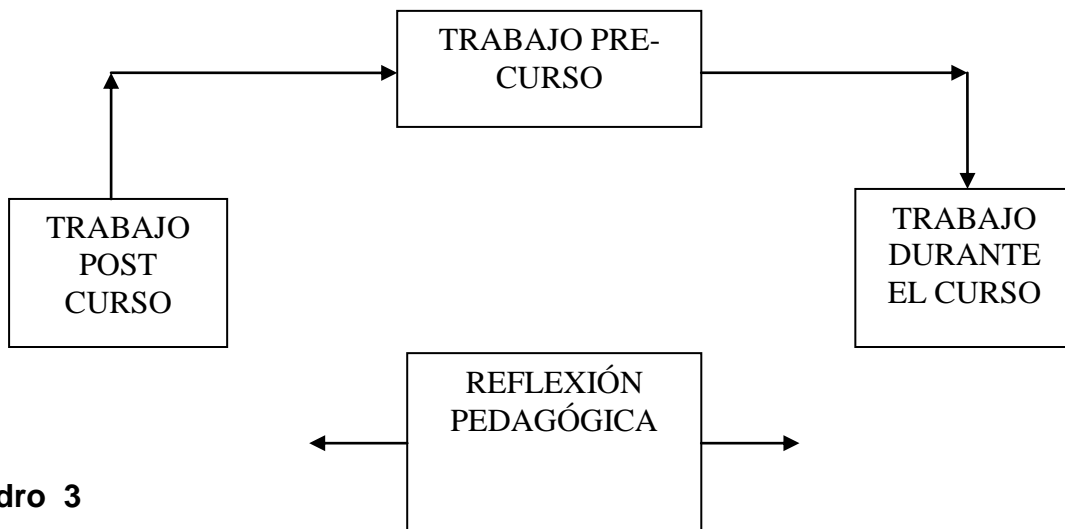 TRABAJO PRE-
CURSO
TRABAJO
POST
CURSO
TRABAJO
DURANTE
EL CURSO
REFLEXIÓN
PEDAGÓGICA
dro 3